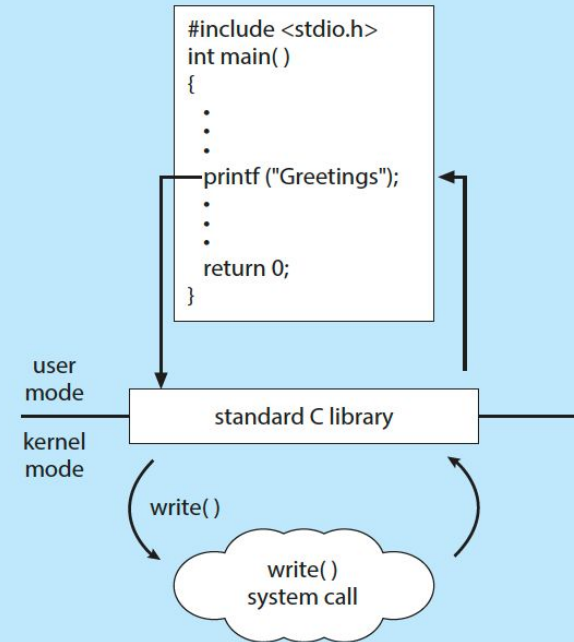 #include <stdio.h>
int main( )
{
•
•
•
printf ("Greetings");
•
•
•
return 0;
}
user
mode
standard C library
kernel
mode
write( )
write( )
system call